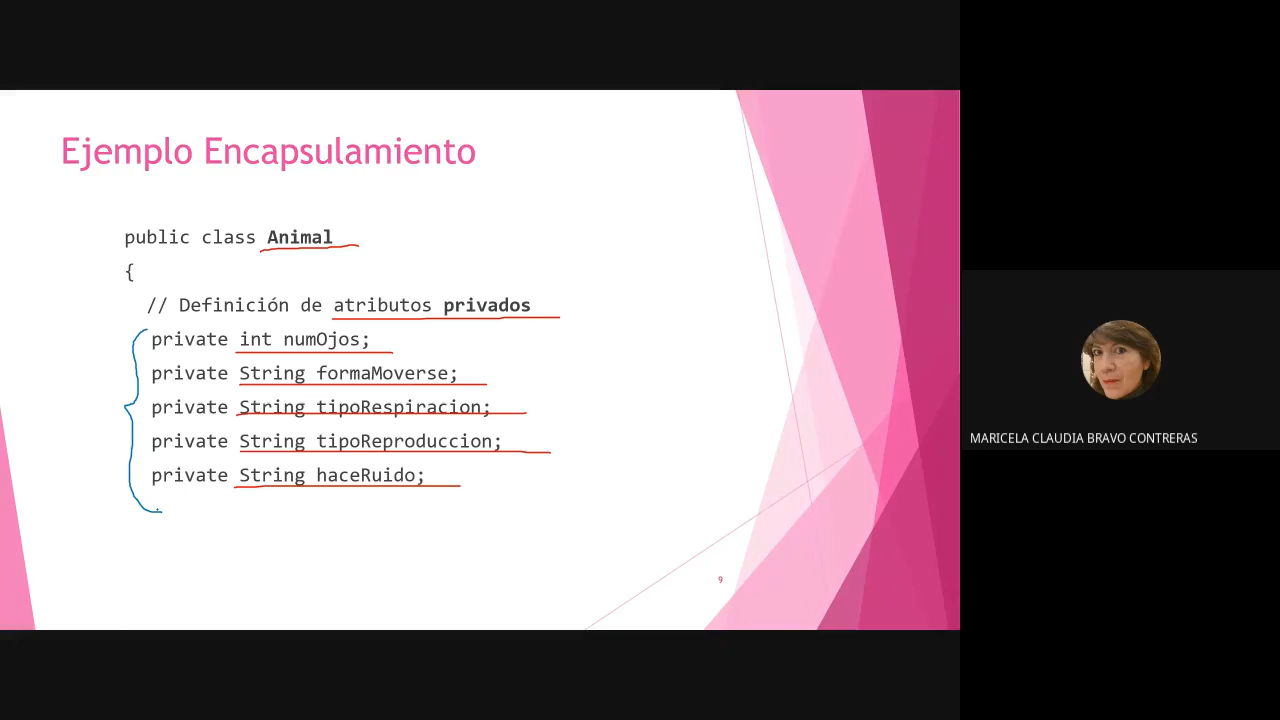 Ejemplo Encapsulamiento
public class Animal
{
// Definición de atributos privados
private int numOjos;
private String formaMoverse;
private String tipoRespiracion;
private String tipoReproduccion;
private String haceRuido;
9
MARICELA CLAUDIA BRAVO CONTRERAS